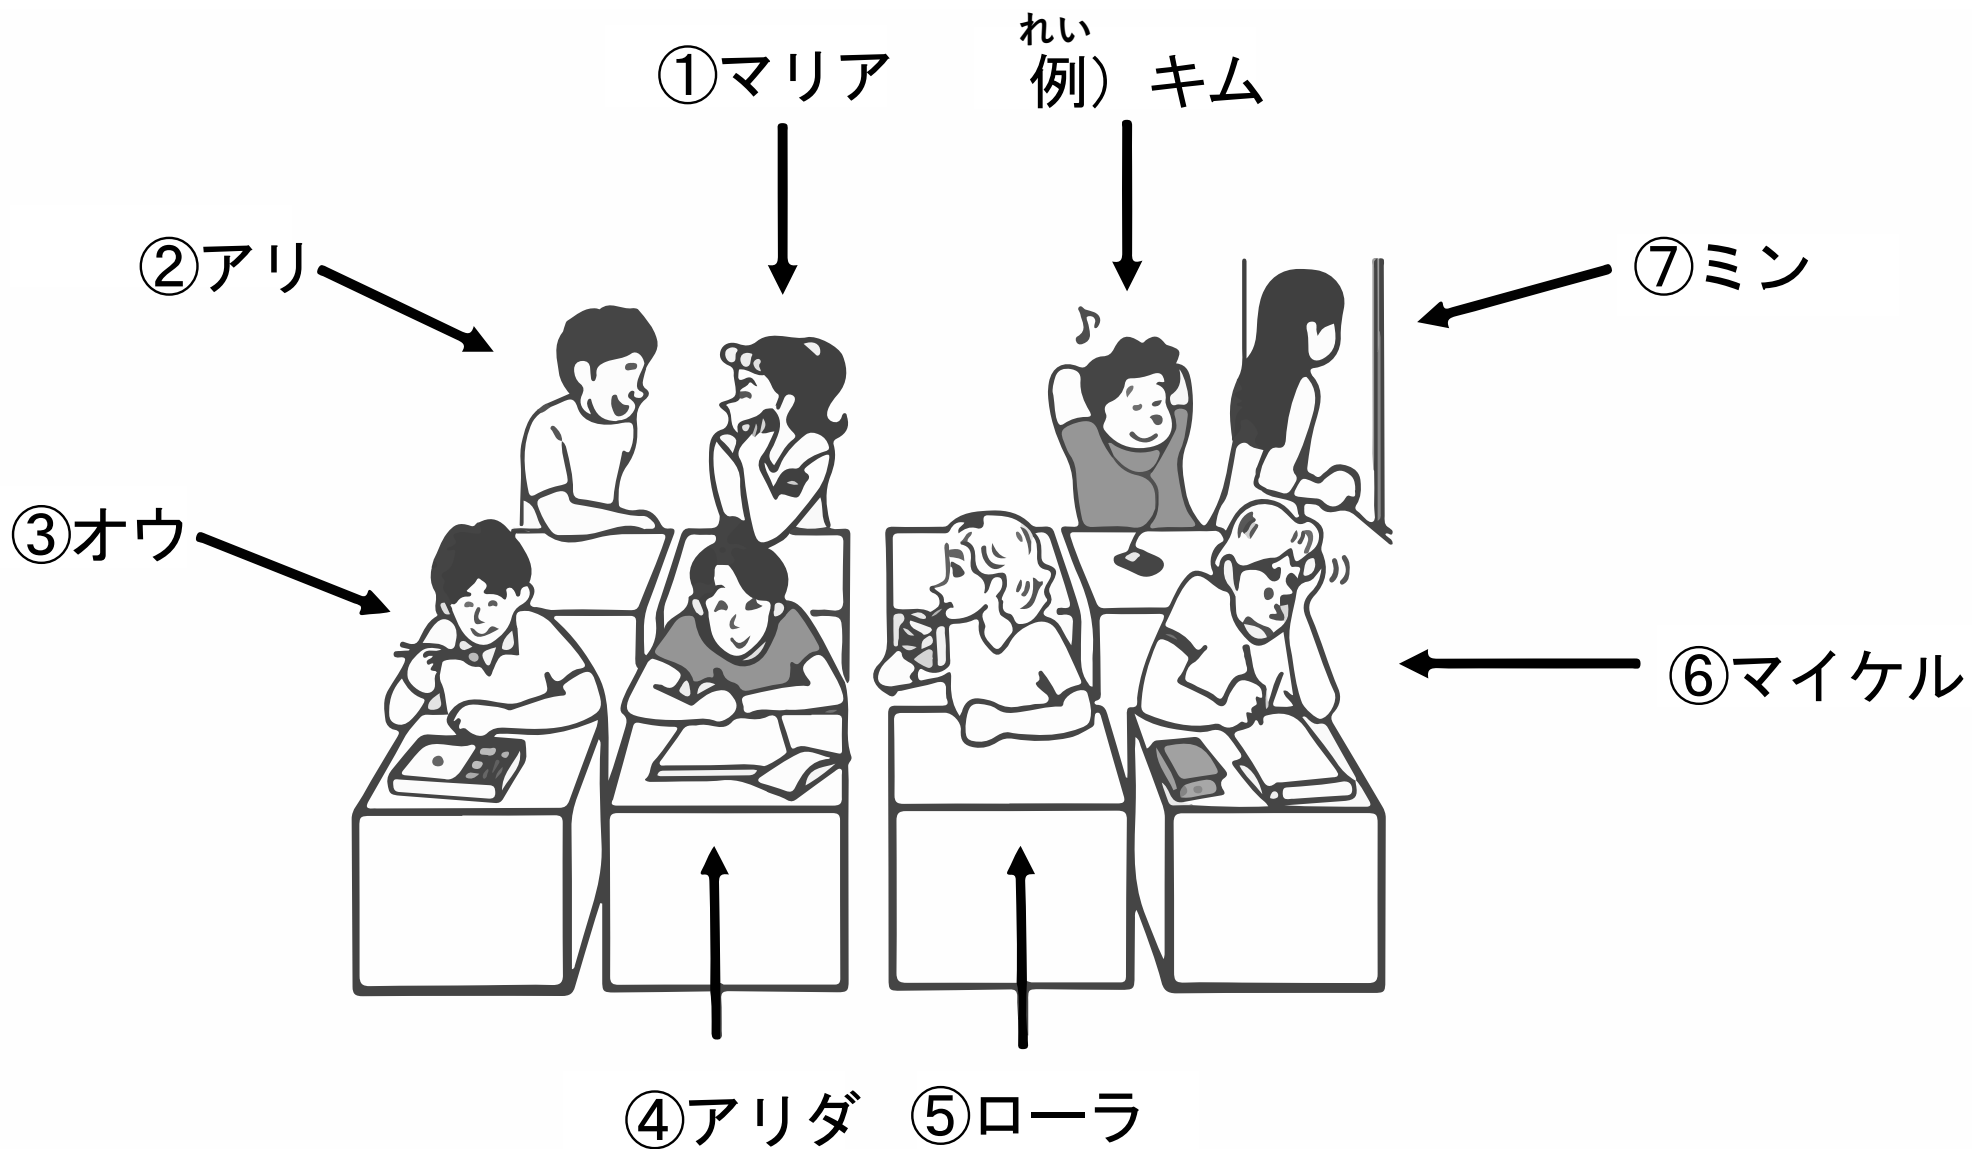 れい
①マリア
例）キム
②アリ
⑦ミン
③オウ
⑥マイケル
④アリダ
⑤ローラ